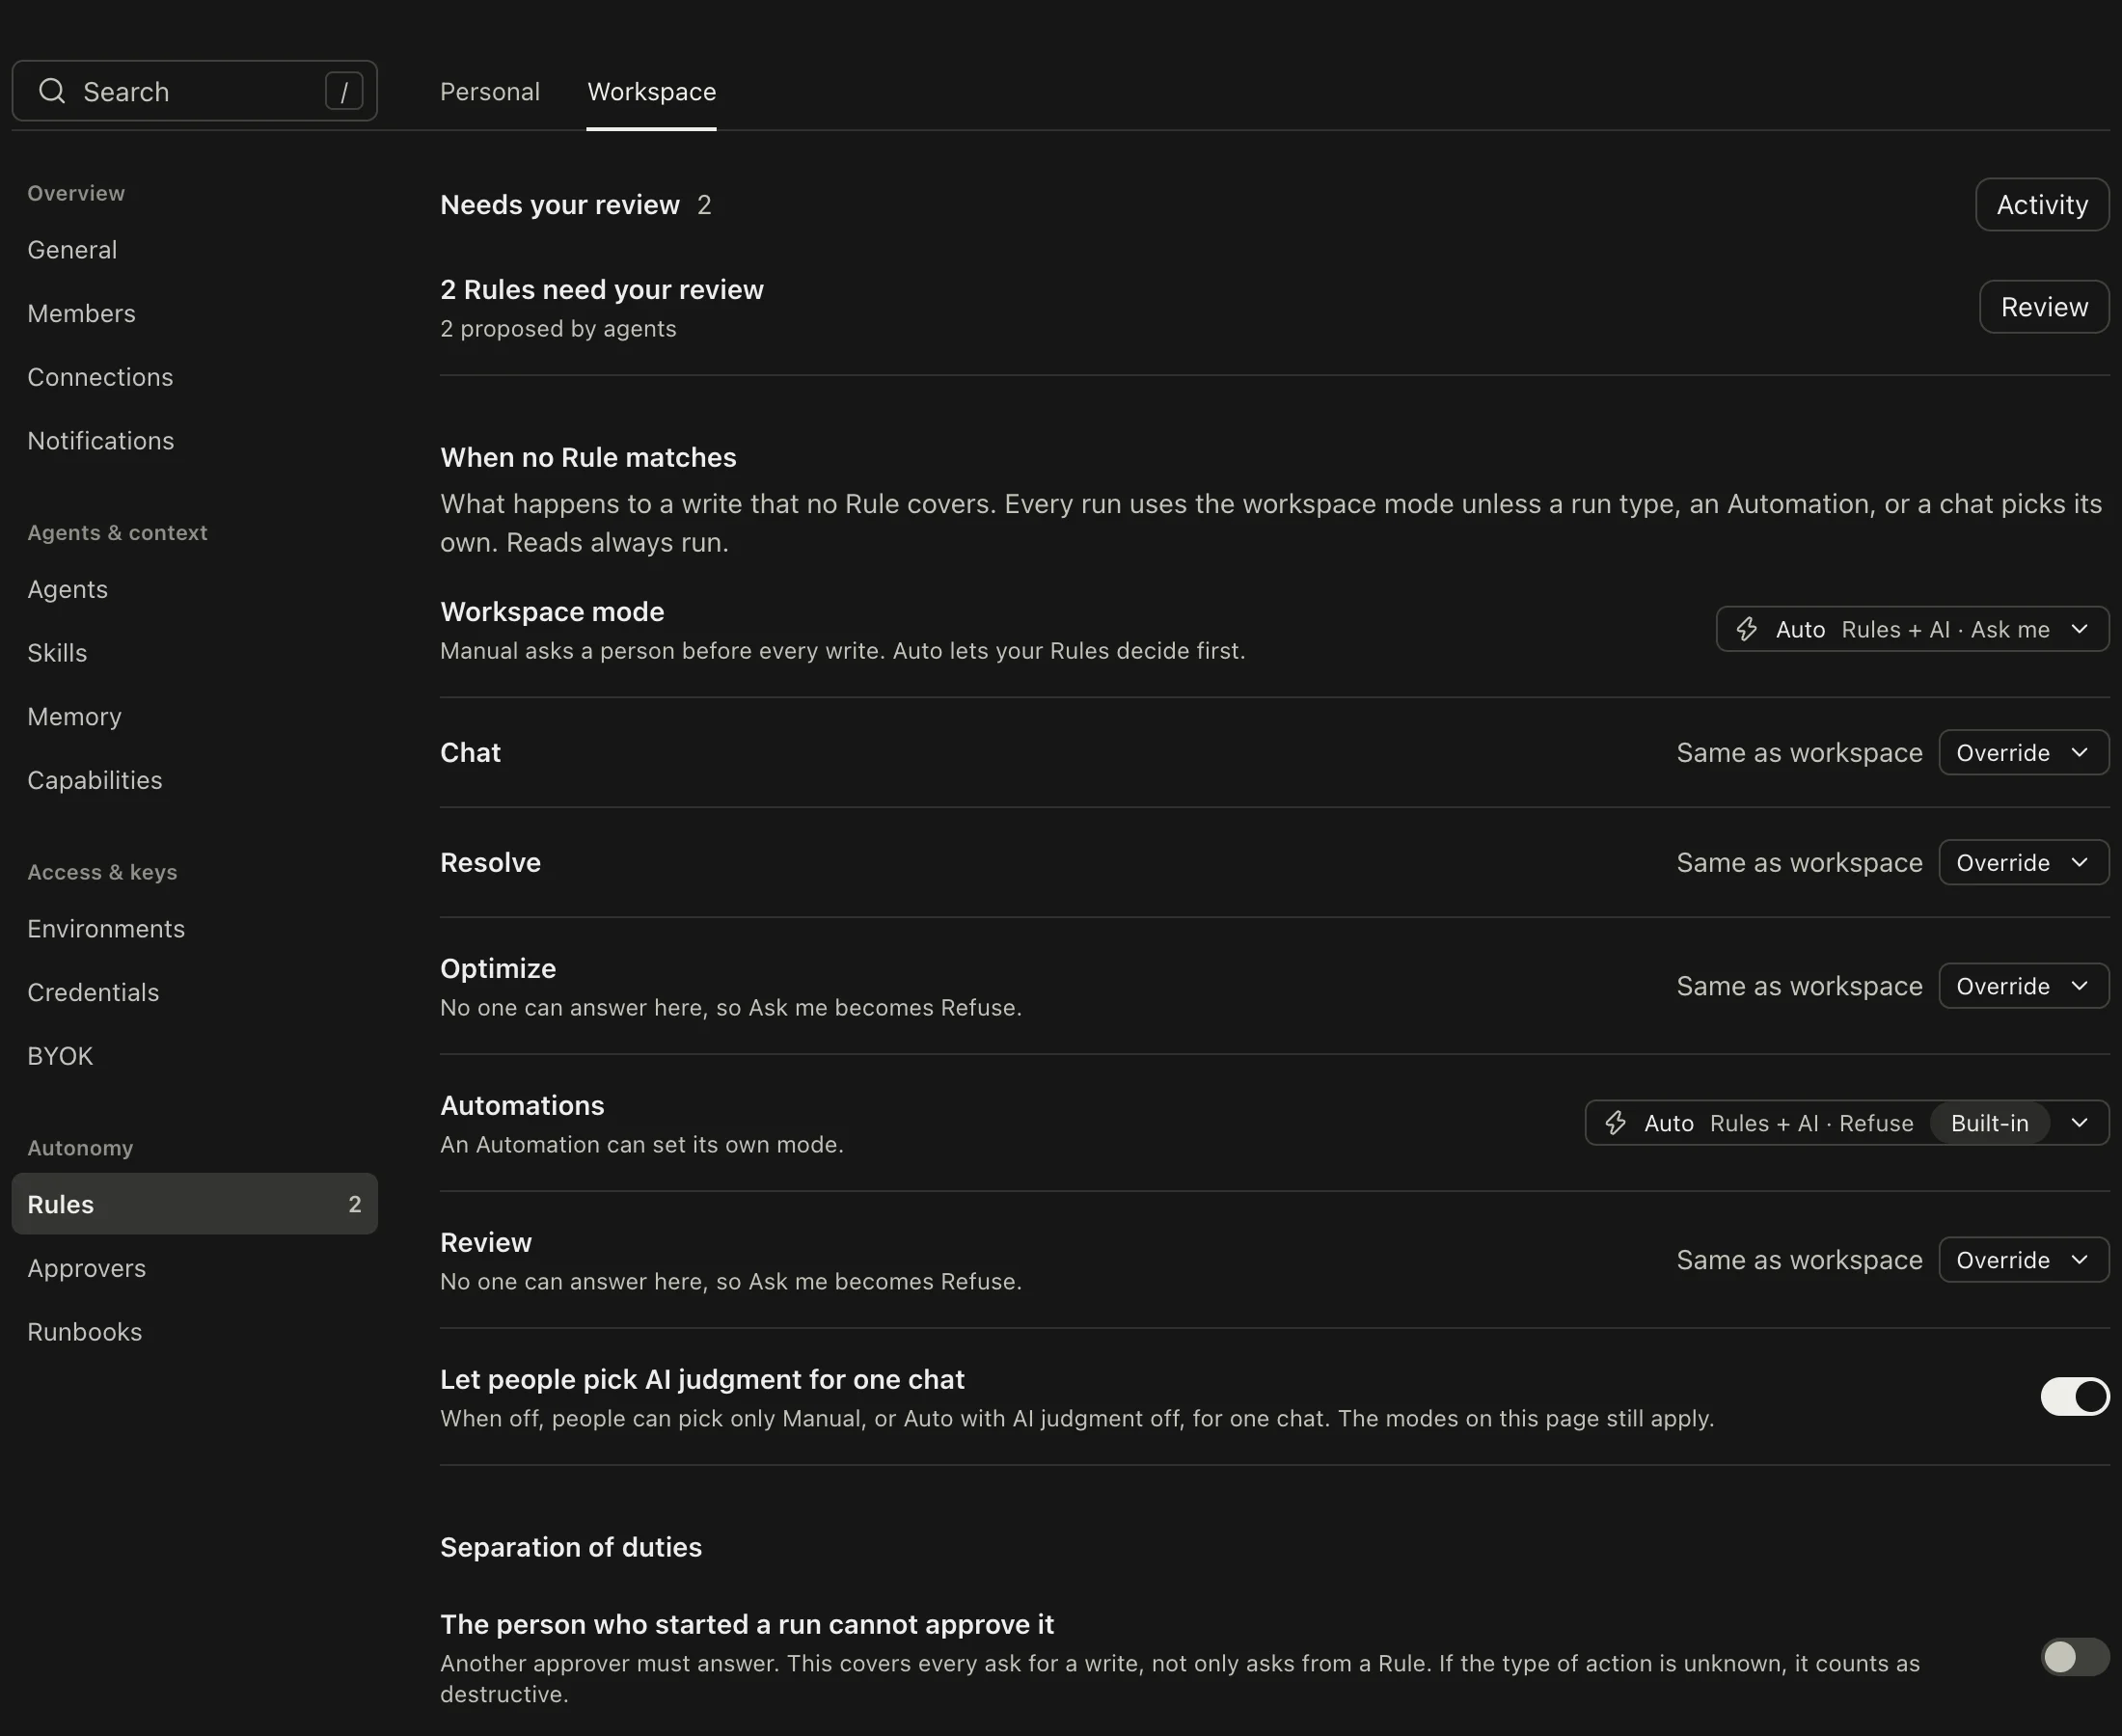 Search
/
Personal
Workspace
Overview
General
Members
Connections
Notifications
Agents & context
Agents
Skills
Memory
Capabilities
Access & keys
Environments
Credentials
BYOK
Autonomy
Rules 2
Approvers
Runbooks
Needs your review 2
Activity
2 Rules need your review
2 proposed by agents
Review
When no Rule matches
What happens to a write that no Rule covers. Every run uses the workspace mode unless a run type, an Automation, or a chat picks its
own. Reads always run.
Workspace mode
Manual asks a person before every write. Auto lets your Rules decide first.
Auto Rules + AI · Ask me
Chat
Same as workspace Override
Resolve
Same as workspace Override
Optimize
No one can answer here, so Ask me becomes Refuse.
Same as workspace Override
Automations
An Automation can set its own mode.
Auto Rules + AI · Refuse Built-in
Review
No one can answer here, so Ask me becomes Refuse.
Same as workspace Override
Let people pick AI judgment for one chat
When off, people can pick only Manual, or Auto with AI judgment off, for one chat. The modes on this page still apply.
Separation of duties
The person who started a run cannot approve it
Another approver must answer. This covers every ask for a write, not only asks from a Rule. If the type of action is unknown, it counts as
destructive.